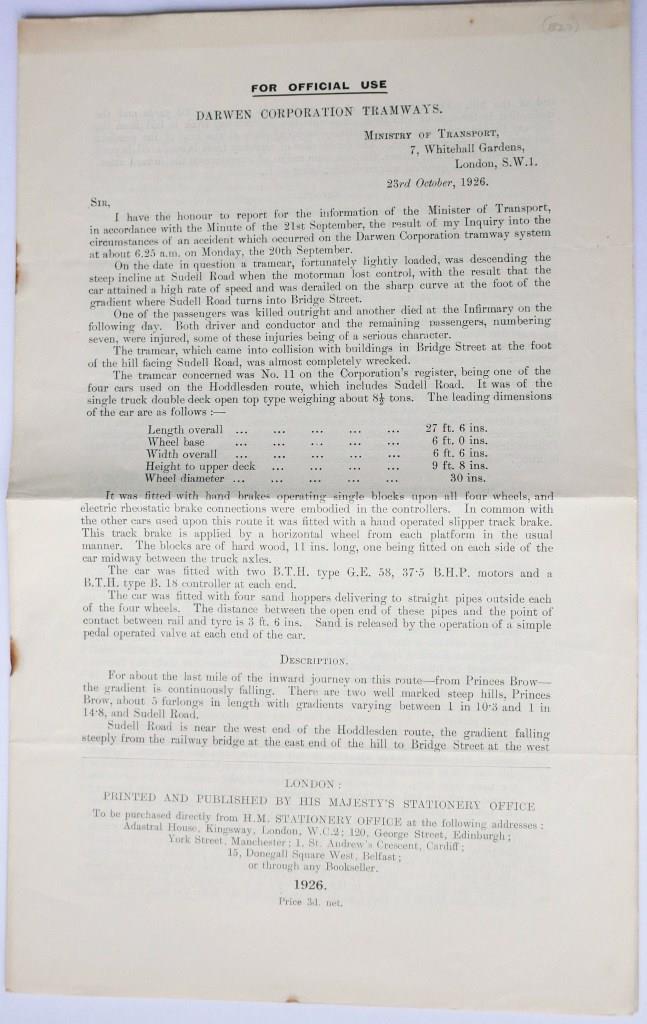 (1827)
FOR OFFICIAL USE
DARWEN CORPORATION TRAMWAYS.
MINISTRY OF TRANSPORT,
7, Whitehall Gardens,
London, S.W.1.
23rd October, 1926.
SIR,
I have the honour to report for the information of the Minister of Transport,
in accordance with the Minute of the 21st September, the result of my Inquiry into the
circumstances of an accident which occurred on the Darwen Corporation tramway system
at about 6.25 a.m. on Monday, the 20th September.
On the date in question a tramcar, fortunately lightly loaded, was descending the
steep incline at Sudell Road when the motorman lost control, with the result that the
car attained a high rate of speed and was derailed on the sharp curve at the foot of the
gradient where Sudell Road turns into Bridge Street.
One of the passengers was killed outright and another died at the Infirmary on the
following day. Both driver and conductor and the remaining passengers, numbering
seven, were injured, some of these injuries being of a serious character.
The tramcar, which came into collision with buildings in Bridge Street at the foot
of the hill facing Sudell Road, was almost completely wrecked.
The tramcar concerned was No. 11 on the Corporation's register, being one of the
four cars used on the Hoddlesden route, which includes Sudell Road. It was of the
single truck double deck open top type weighing about 8½ tons. The leading dimensions
of the car are as follows :—
Length overall ... ... ... ... ... 27 ft. 6 ins.
Wheel base ... ... ... ... 6 ft. 0 ins.
Width overall ... ... ... ... 6 ft. 6 ins.
Height to upper deck ... ... ... ... 9 ft. 8 ins.
Wheel diameter ... ... ... ... ... 30 ins.
It was fitted with hand brakes operating single blocks upon all four wheels, and
electric rheostatic brake connections were embodied in the controllers. In common with
the other cars used upon this route it was fitted with a hand operated slipper track brake.
This track brake is applied by a horizontal wheel from each platform in the usual
manner. The blocks are of hard wood, 11 ins. long, one being fitted on each side of the
car midway between the truck axles.
The car was fitted with two B.T.H. type G.E. 58, 37·5 B.H.P. motors and a
B.T.H. type B. 18 controller at each end.
The car was fitted with four sand hoppers delivering to straight pipes outside each
of the four wheels. The distance between the open end of these pipes and the point of
contact between rail and tyre is 3 ft. 6 ins. Sand is released by the operation of a simple
pedal operated valve at each end of the car.
DESCRIPTION.
For about the last mile of the inward journey on this route—from Princes Brow—
the gradient is continuously falling. There are two well marked steep hills, Princes
Brow, about 5 furlongs in length with gradients varying between 1 in 10·3 and 1 in
14·8, and Sudell Road.
Sudell Road is near the west end of the Hoddlesden route, the gradient falling
steeply from the railway bridge at the east end of the hill to Bridge Street at the west
LONDON :
PRINTED AND PUBLISHED BY HIS MAJESTY'S STATIONERY OFFICE
To be purchased directly from H.M. STATIONERY OFFICE at the following addresses :
Adastral House, Kingsway, London, W.C.2; 120, George Street, Edinburgh;
York Street, Manchester; 1, St. Andrew's Crescent, Cardiff;
15, Donegall Square West, Belfast;
or through any Bookseller.
1926.
Price 3d. net.